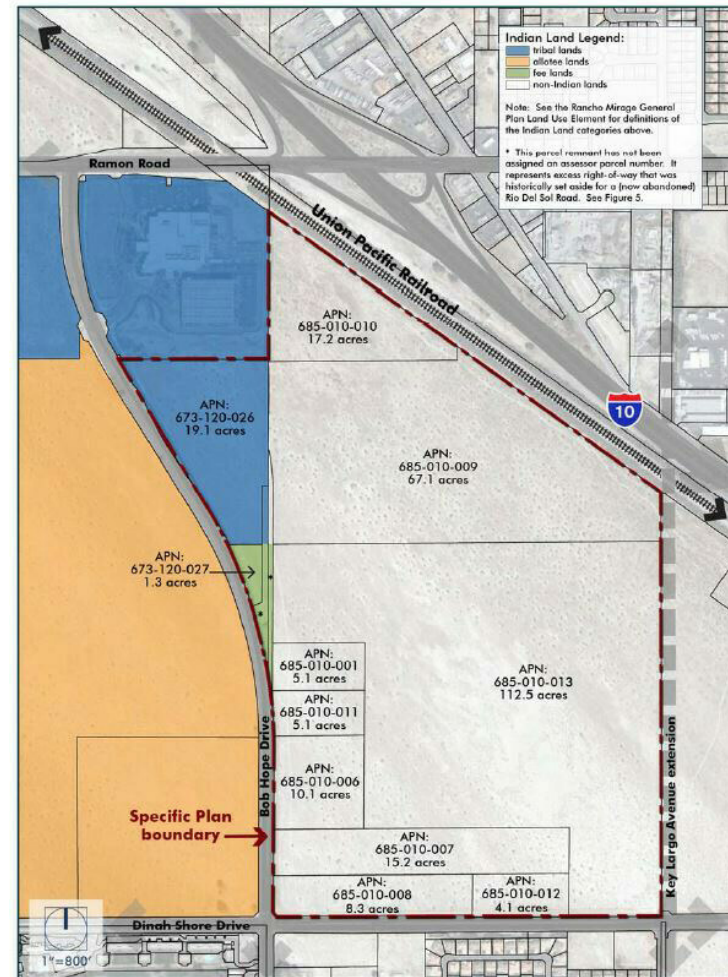 Indian Land Legend:
tribal lands
allotee lands
fee lands
non-Indian lands
Note: See the Rancho Mirage General
Plan Land Use Element for definitions of
the Indian Land categories above.
* This parcel remnant has not been
assigned an assessor parcel number. It
represents excess right-of-way that was
historically set aside for a (now abandoned)
Rio Del Sol Road. See Figure 5.
Ramon Road
Union Pacific Railroad
APN:
685-010-010
17.2 acres
10
APN:
673-120-026
19.1 acres
APN:
685-010-009
67.1 acres
APN:
673-120-027
1.3 acres
*
*
APN:
685-010-001
5.1 acres
APN:
685-010-013
112.5 acres
APN:
685-010-011
5.1 acres
APN:
685-010-006
10.1 acres
Bob Hope Drive
Key Largo Avenue extension
Specific Plan
boundary
APN:
685-010-007
15.2 acres
APN:
685-010-008
8.3 acres
APN:
685-010-012
4.1 acres
Dinah Shore Drive
1"=800'